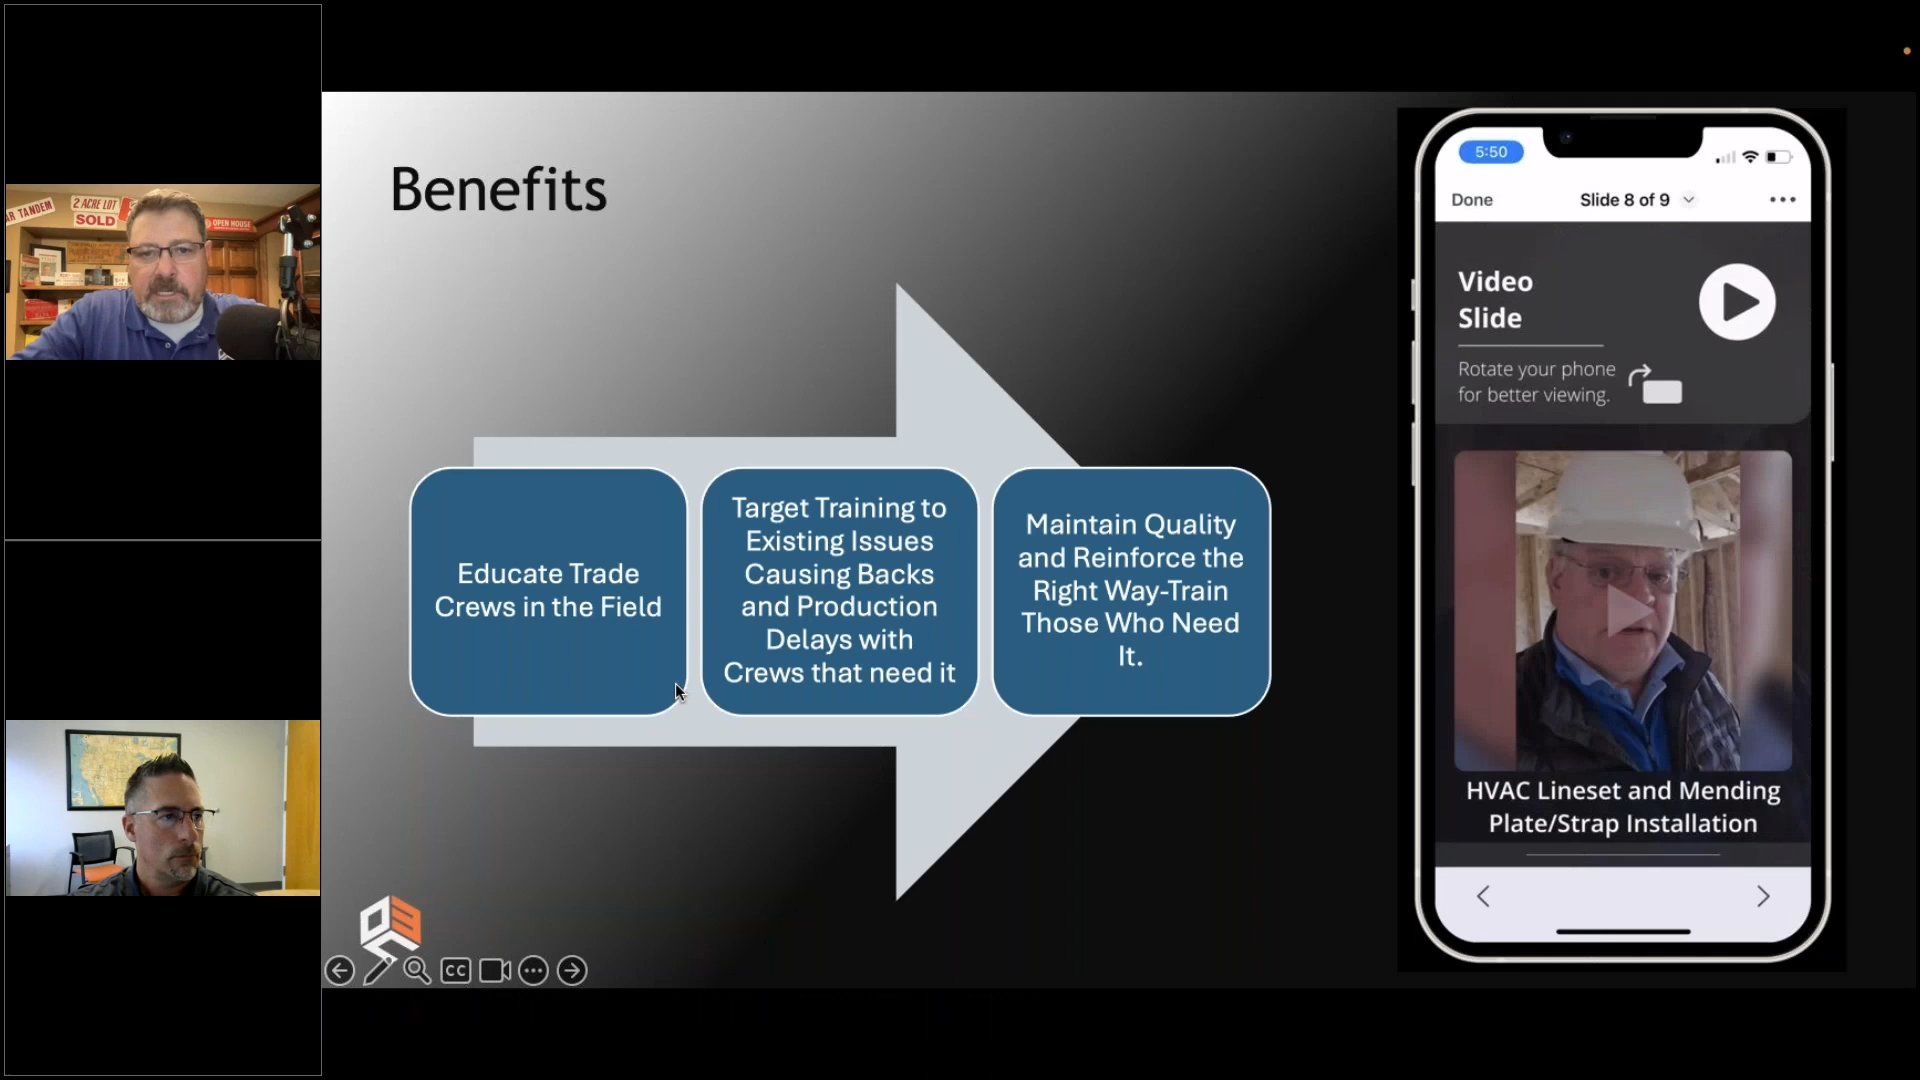 AR TANDEM
2 ACRE LOT
SOLD
OPEN HOUSE
Benefits
Educate Trade
Crews in the Field
Target Training to
Existing Issues
Causing Backs
and Production
Delays with
Crews that need it
Maintain Quality
and Reinforce the
Right Way-Train
Those Who Need
It.
CC
5:50
Done
Slide 8 of 9
Video
Slide
Rotate your phone
for better viewing.
HVAC Lineset and Mending
Plate/Strap Installation